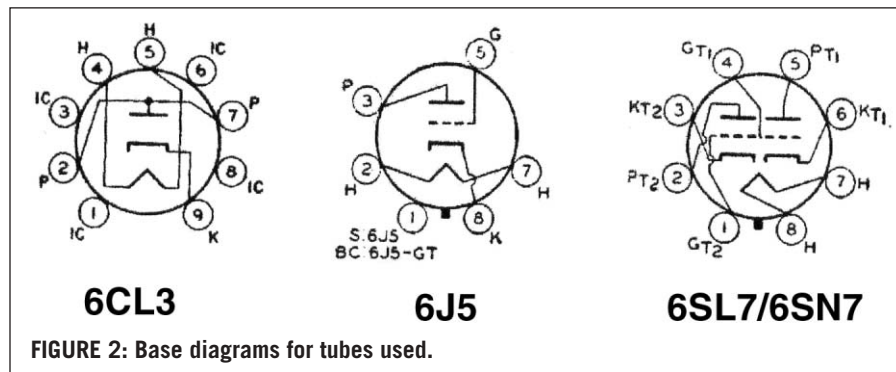 H
5
IC
H
4
6
IC
3
7
P
2
8
P
IC
1
9
IC
K
G
5
P
3
2
7
H
H
1
8
K
S:6J5
BC:6J5-GT
GT1
4
5
PT1
KT2
3
6
KT1
2
7
H
PT2
1
8
GT2
H
6CL3
6J5
6SL7/6SN7
FIGURE 2: Base diagrams for tubes used.